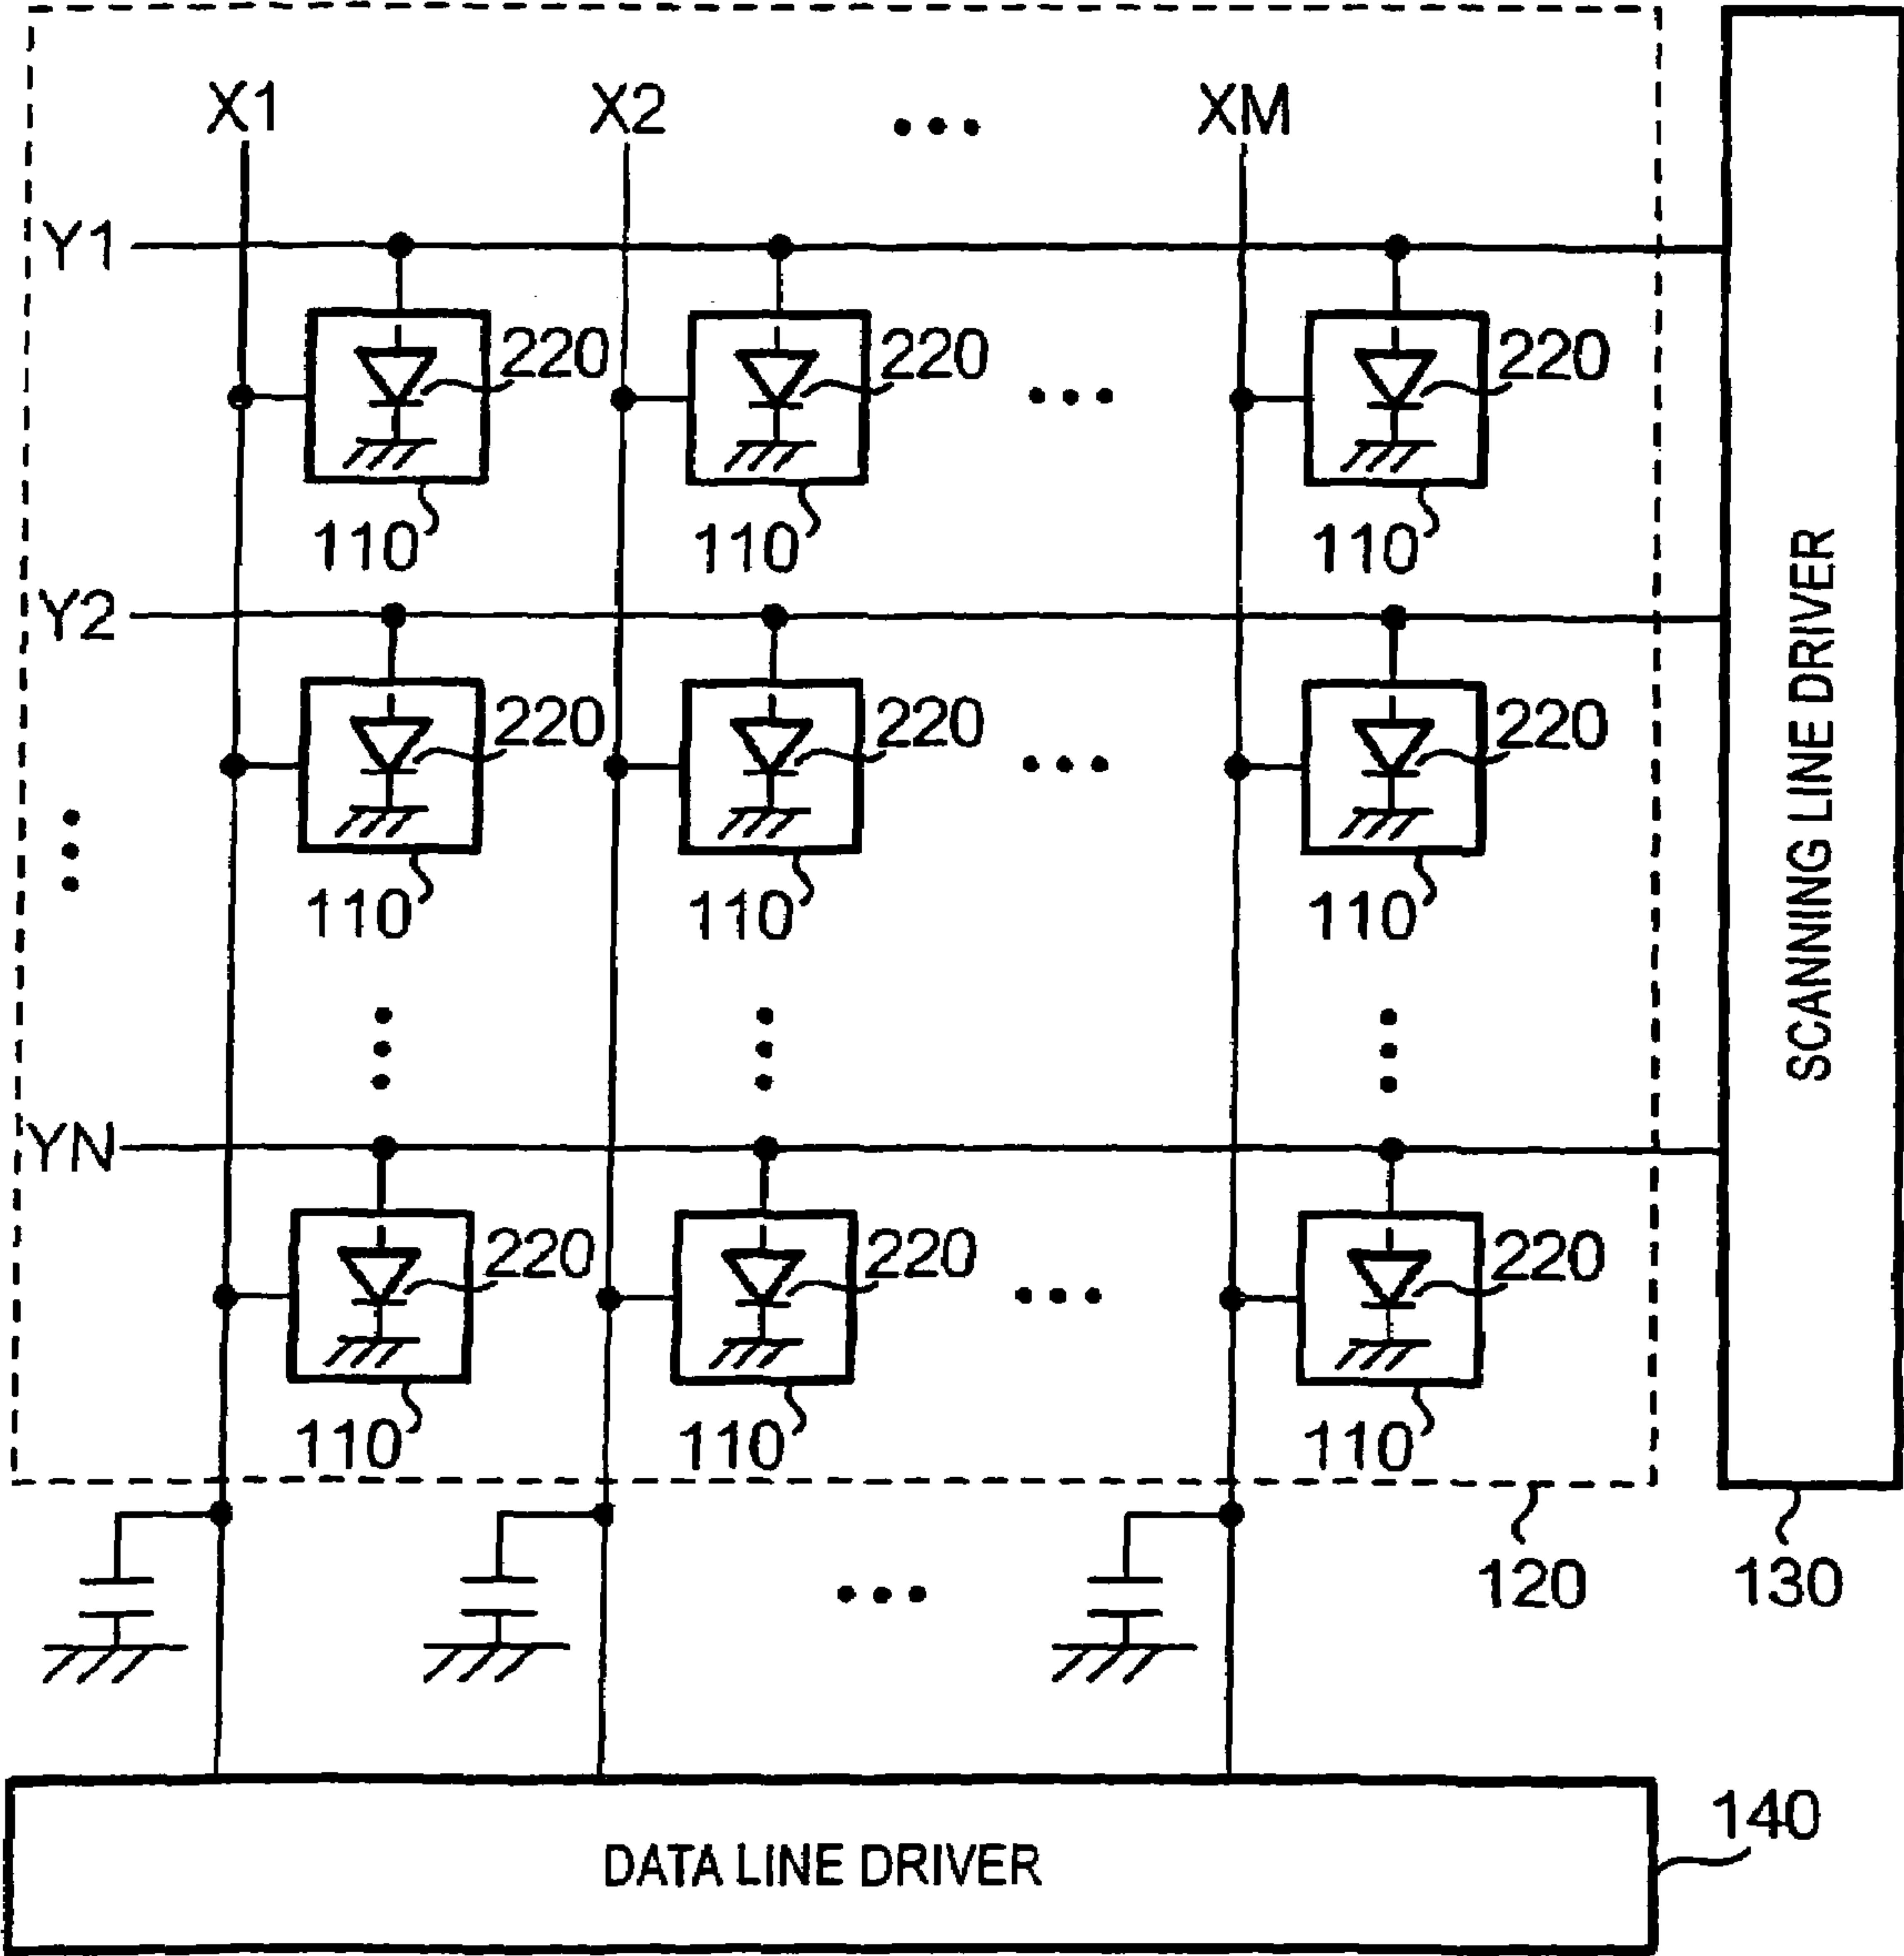 X1 X2 ... XM
Y1
220 220 ... 220
110 110 110
Y2
220 220 ... 220
110 110 110
YN
220 220 ... 220
110 110 110
SCANNING LINE DRIVER
120 130
DATA LINE DRIVER
140